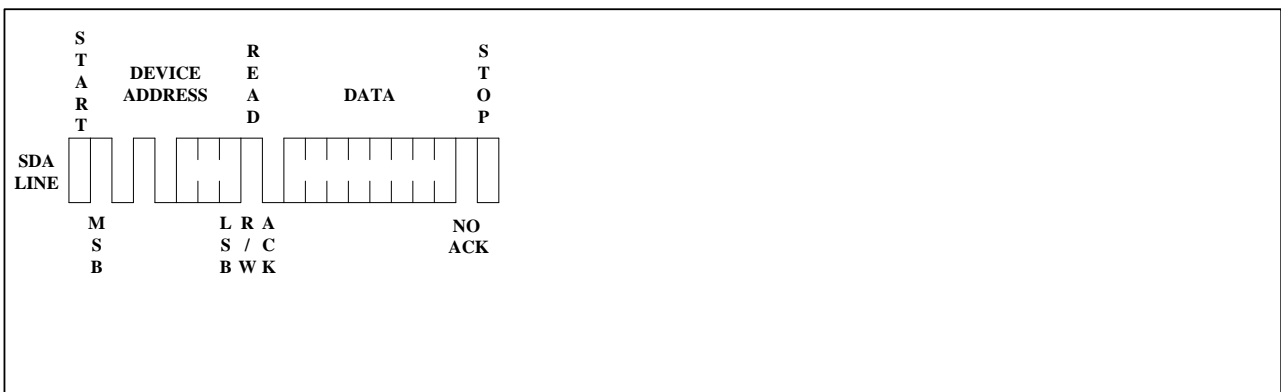 START
DEVICE
ADDRESS
READ
DATA
STOP
SDA
LINE
MSB
LSB
R/W
ACK
NO
ACK